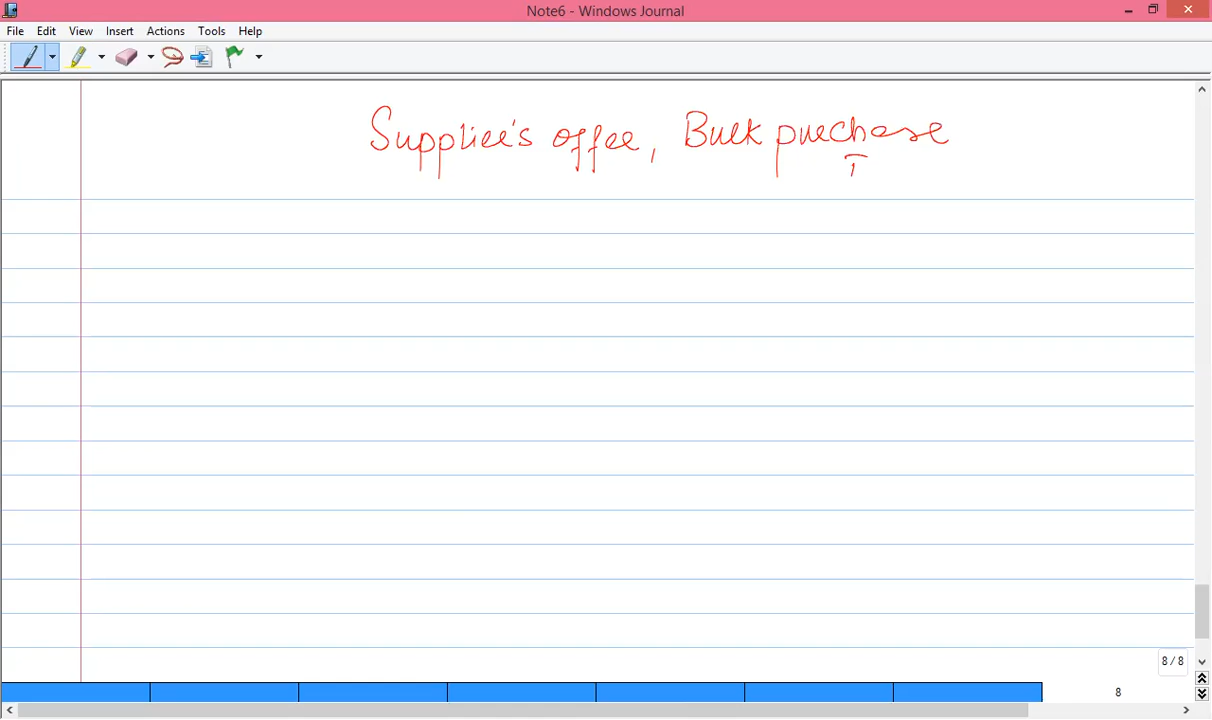 Note6 - Windows Journal
File Edit View Insert Actions Tools Help
Supplier's offer, Bulk purchase
8 / 8
8